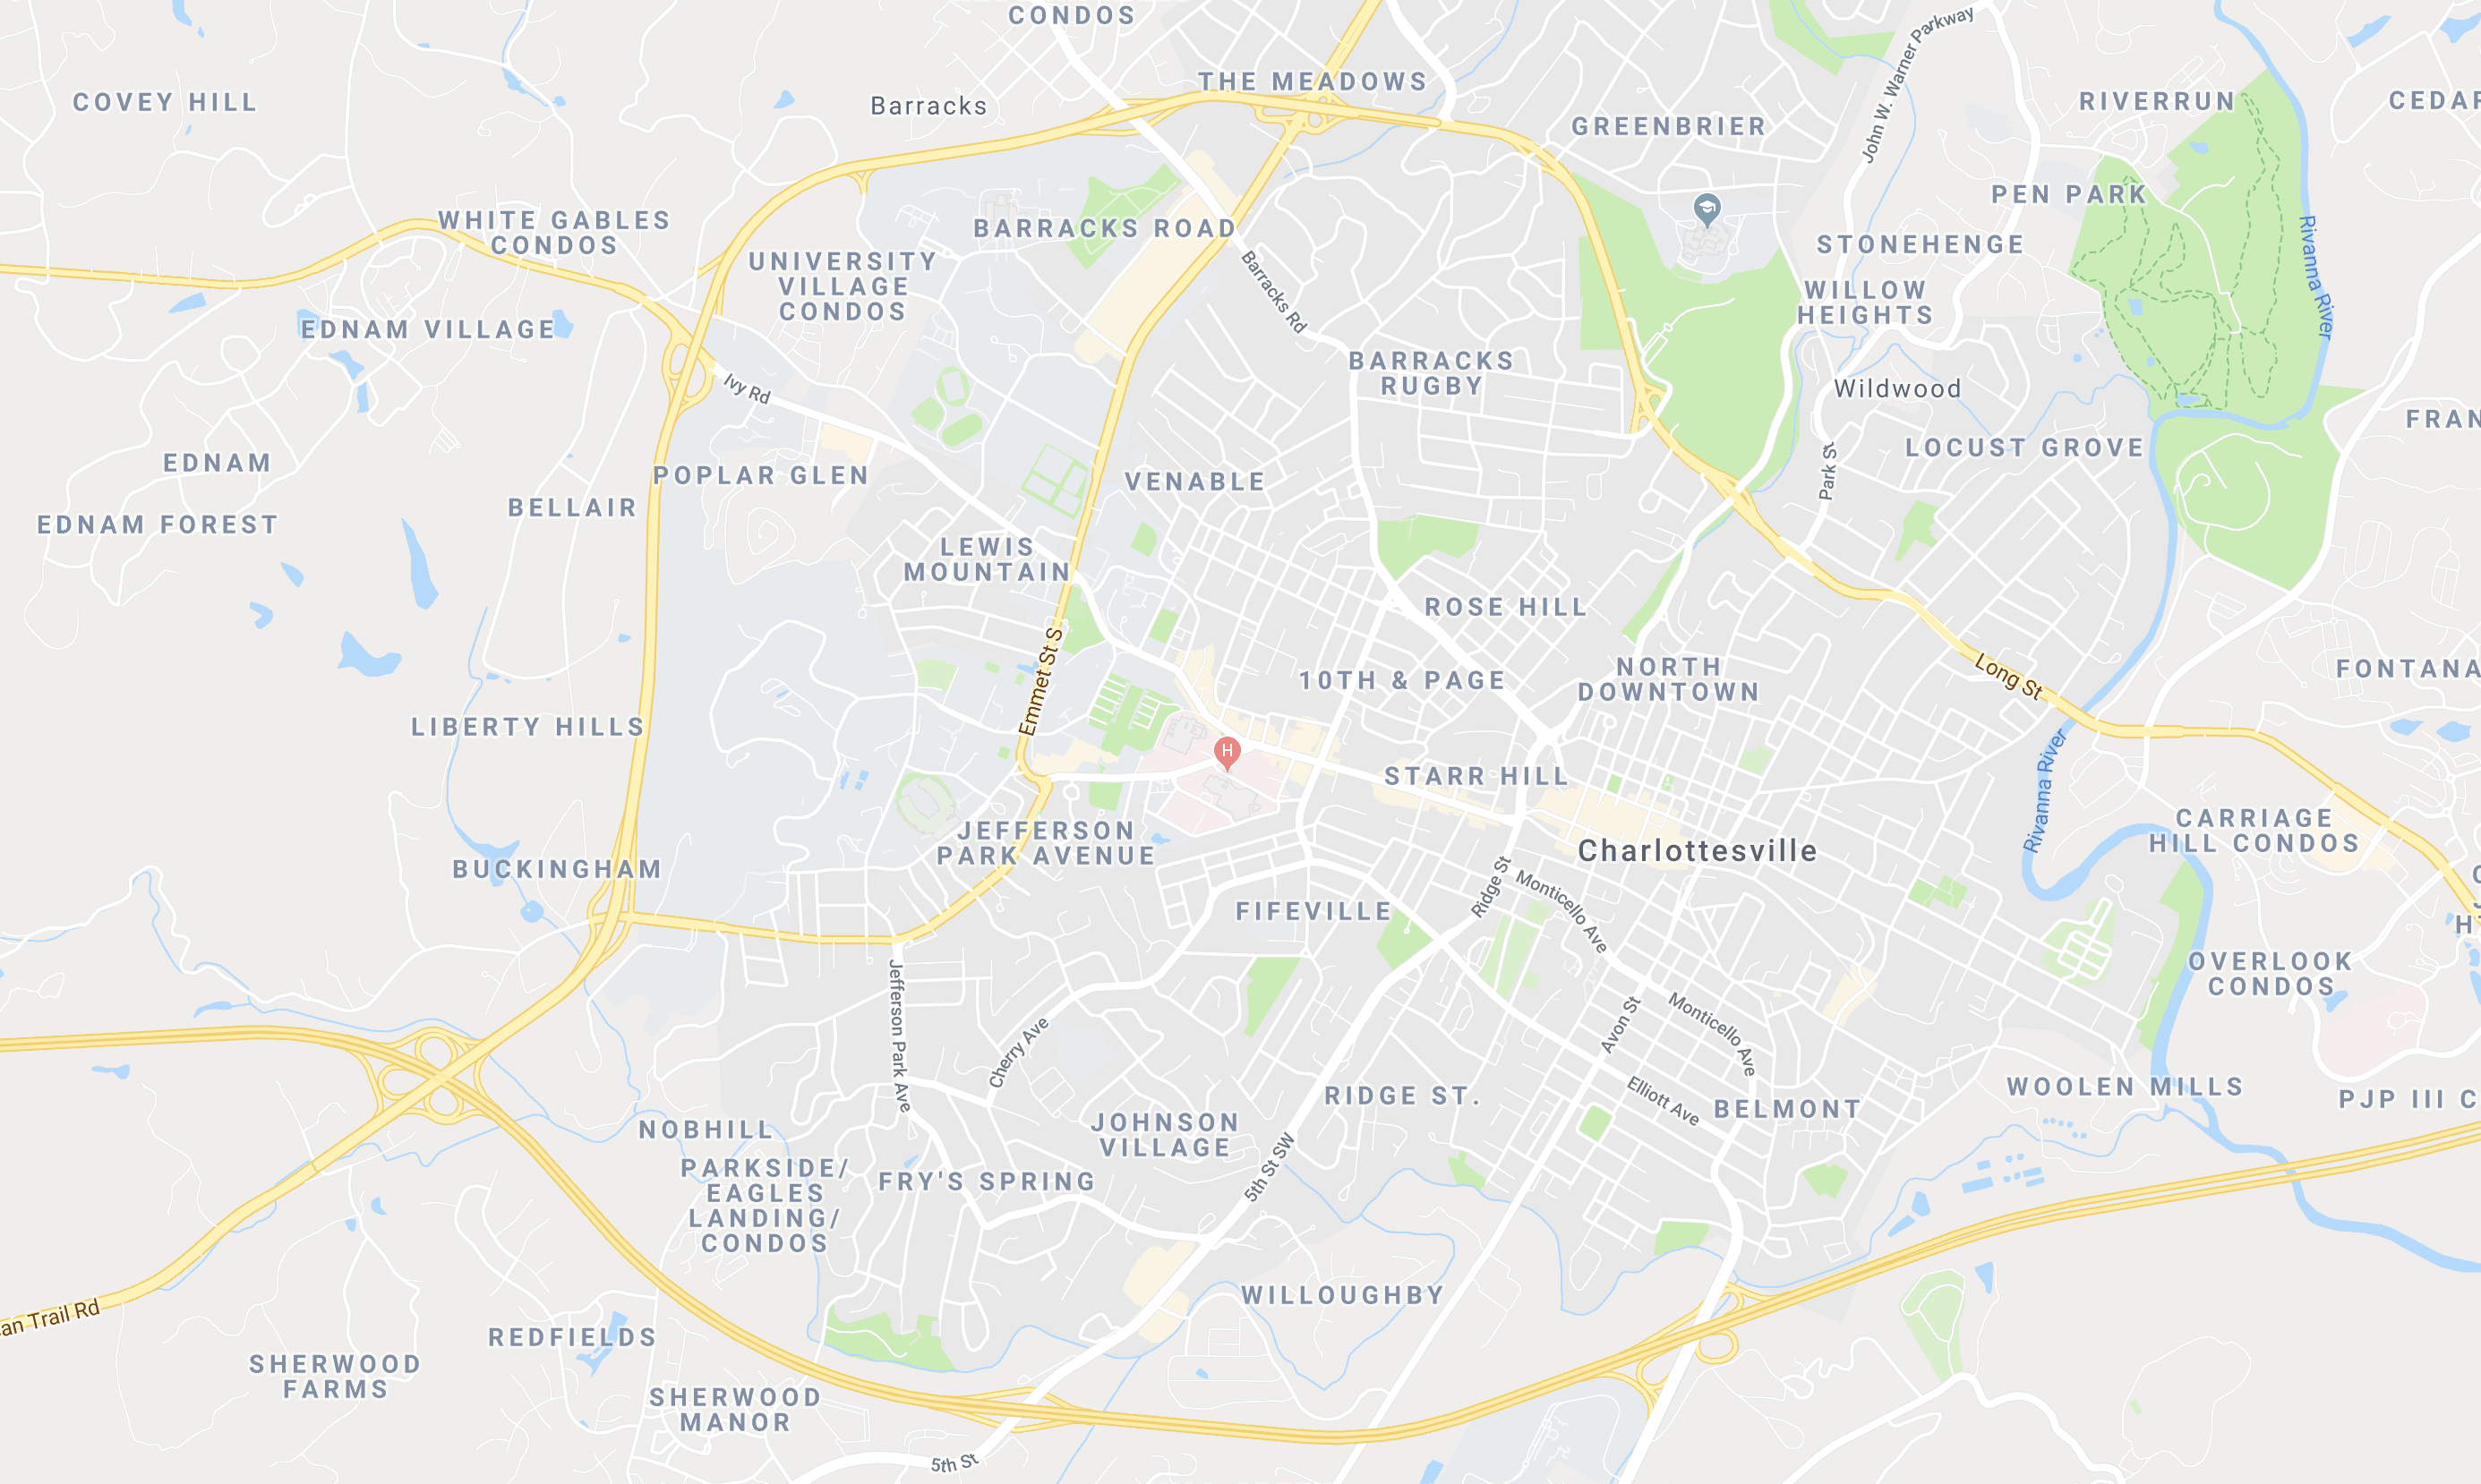 CONDOS
COVEY HILL
Barracks
THE MEADOWS
GREENBRIER
John W. Warner Parkway
RIVERRUN
CEDAR
PEN PARK
WHITE GABLES
CONDOS
BARRACKS ROAD
UNIVERSITY
VILLAGE
CONDOS
Barracks Rd
STONEHENGE
WILLOW
HEIGHTS
Rivanna River
EDNAM VILLAGE
Ivy Rd
BARRACKS
RUGBY
Wildwood
FRAN
LOCUST GROVE
EDNAM
POPLAR GLEN
VENABLE
Park St
BELLAIR
EDNAM FOREST
LEWIS
MOUNTAIN
ROSE HILL
Emmet St S
10TH & PAGE
NORTH
DOWNTOWN
Long St
FONTANA
LIBERTY HILLS
H
STARR HILL
Rivanna River
JEFFERSON
PARK AVENUE
Charlottesville
CARRIAGE
HILL CONDOS
BUCKINGHAM
Ridge St
Monticello Ave
FIFEVILLE
OVERLOOK
CONDOS
Jefferson Park Ave
Cherry Ave
Avon St
Monticello Ave
Elliott Ave
RIDGE ST.
BELMONT
WOOLEN MILLS
PJP III C
NOBHILL
JOHNSON
VILLAGE
PARKSIDE/
EAGLES
LANDING/
CONDOS
FRY'S SPRING
5th St SW
WILLOUGHBY
an Trail Rd
REDFIELDS
SHERWOOD
FARMS
SHERWOOD
MANOR
5th St